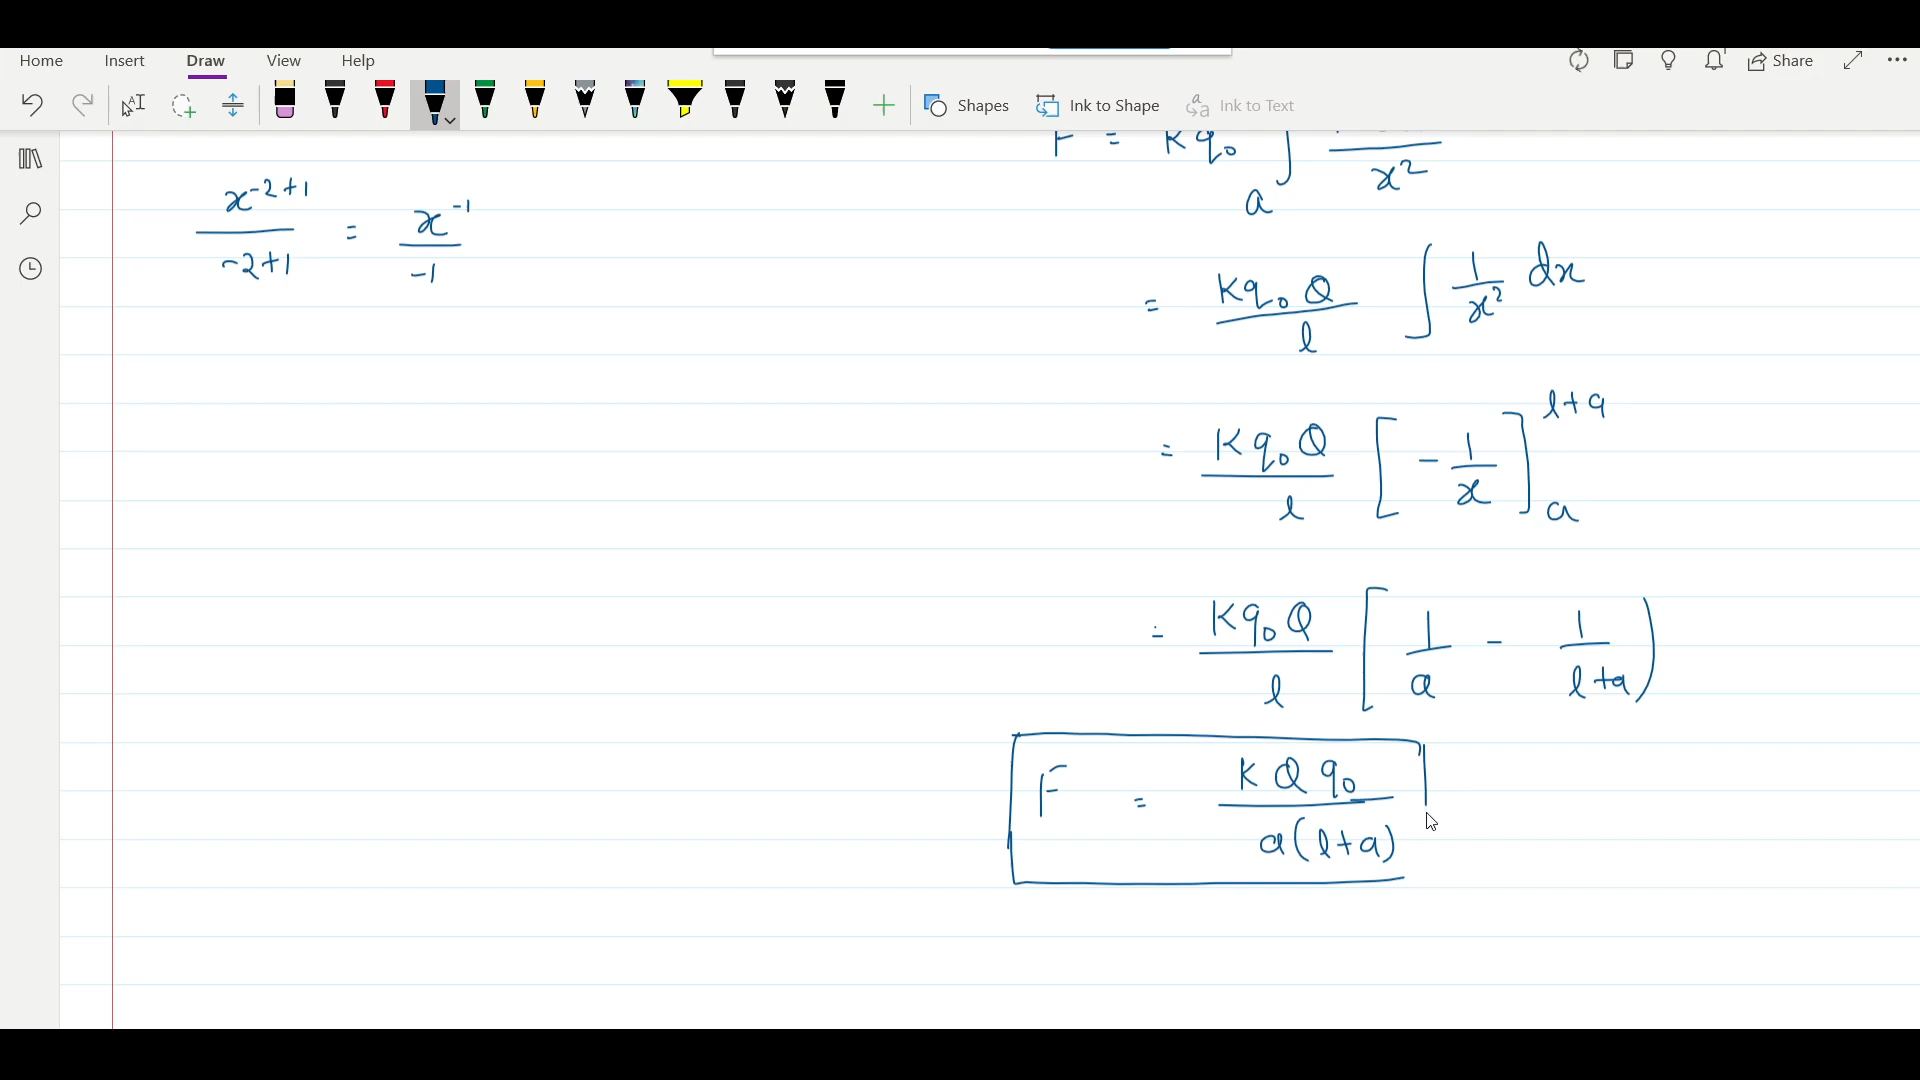 Home Insert Draw View Help Share
Shapes Ink to Shape Ink to Text
F = K q₀ ∫ₐ /x²
x⁻²⁺¹/-2+1 = x⁻¹/-1
= Kq₀Q/l ∫ 1/x² dx
= Kq₀Q/l [-1/x]ₐ^(l+a)
= Kq₀Q/l [1/a - 1/l+a)
F = KQq₀/a(l+a)